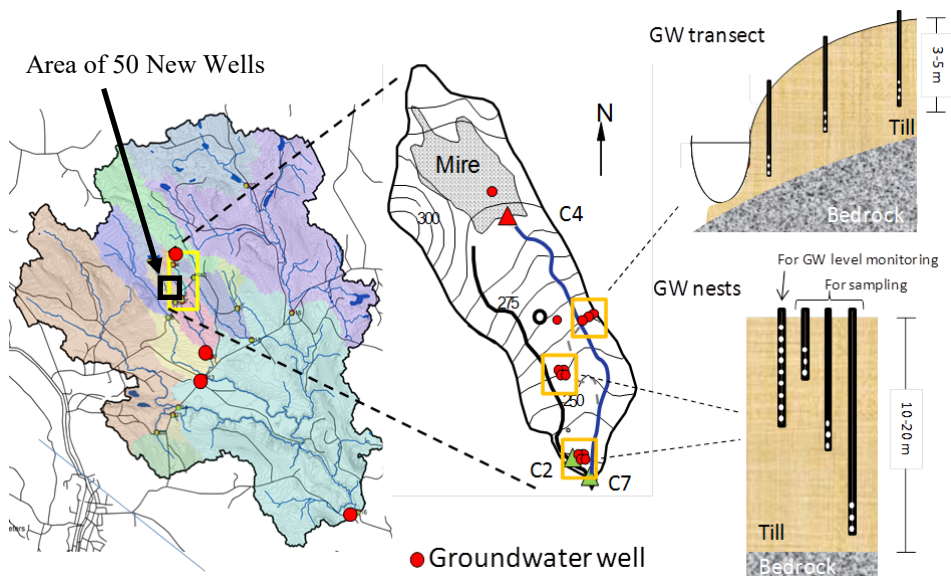 Area of 50 New Wells
eters
Mire
300
275
250
N
C4
C2
C7
Groundwater well
GW transect
3-5 m
Till
Bedrock
For GW level monitoring
For sampling
GW nests
10-20 m
Till
Bedrock